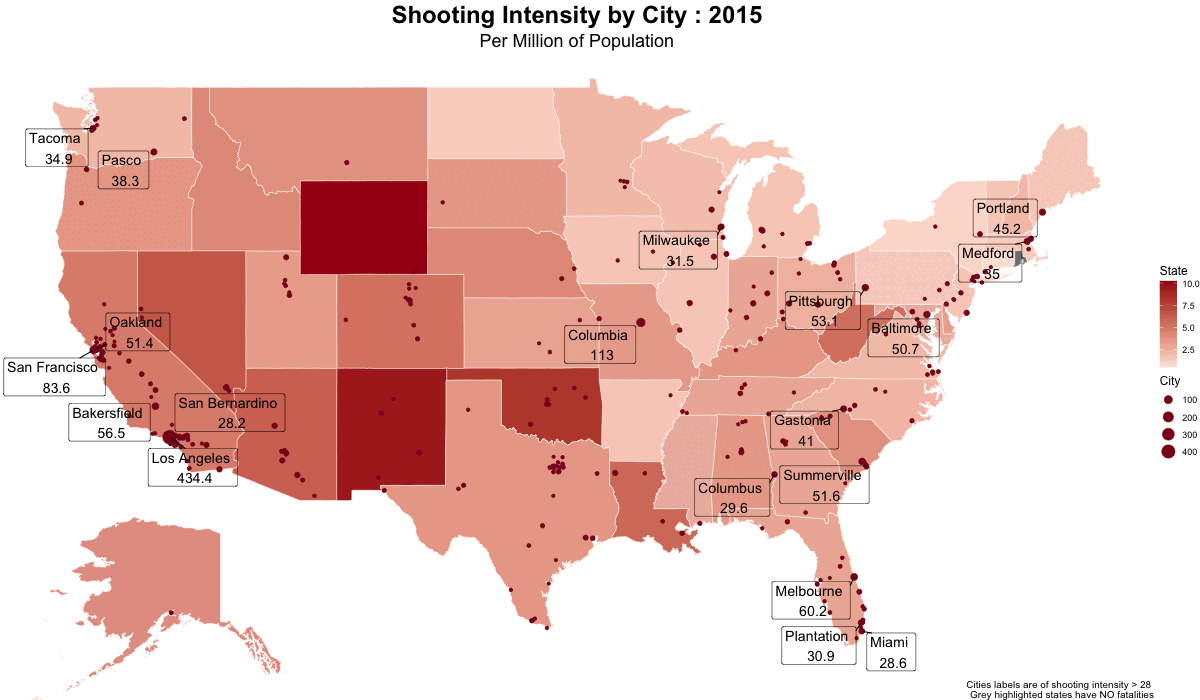 Shooting Intensity by City : 2015
Per Million of Population
Tacoma
34.9
Pasco
38.3
Portland
45.2
Milwaukee
31.5
Medford
35
Pittsburgh
53.1
Oakland
51.4
Columbia
113
Baltimore
50.7
San Francisco
83.6
San Bernardino
28.2
Bakersfield
56.5
Gastonia
41
Los Angeles
434.4
Summerville
51.6
Columbus
29.6
Melbourne
60.2
Plantation
30.9
Miami
28.6
State
10.0
7.5
5.0
2.5
City
100
200
300
400
Cities labels are of shooting intensity > 28
Grey highlighted states have NO fatalities